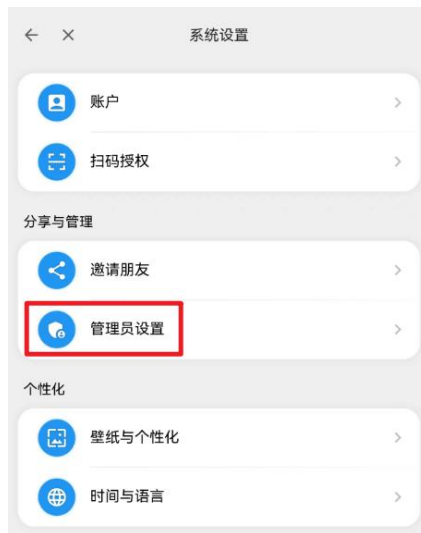 系统设置
账户
扫码授权
分享与管理
邀请朋友
管理员设置
个性化
壁纸与个性化
时间与语言